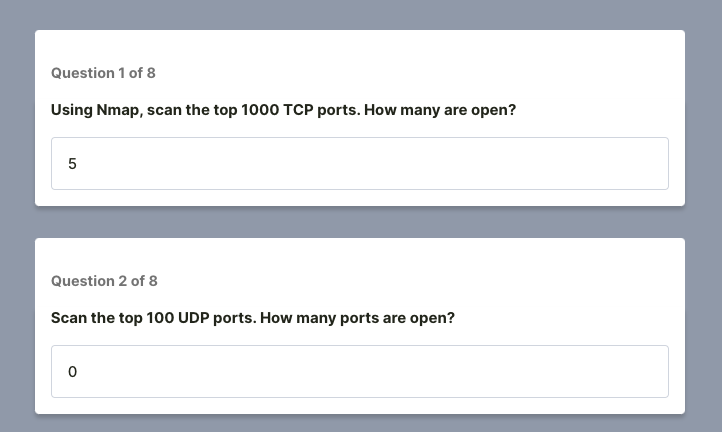 Question 1 of 8
Using Nmap, scan the top 1000 TCP ports. How many are open?
5
Question 2 of 8
Scan the top 100 UDP ports. How many ports are open?
0